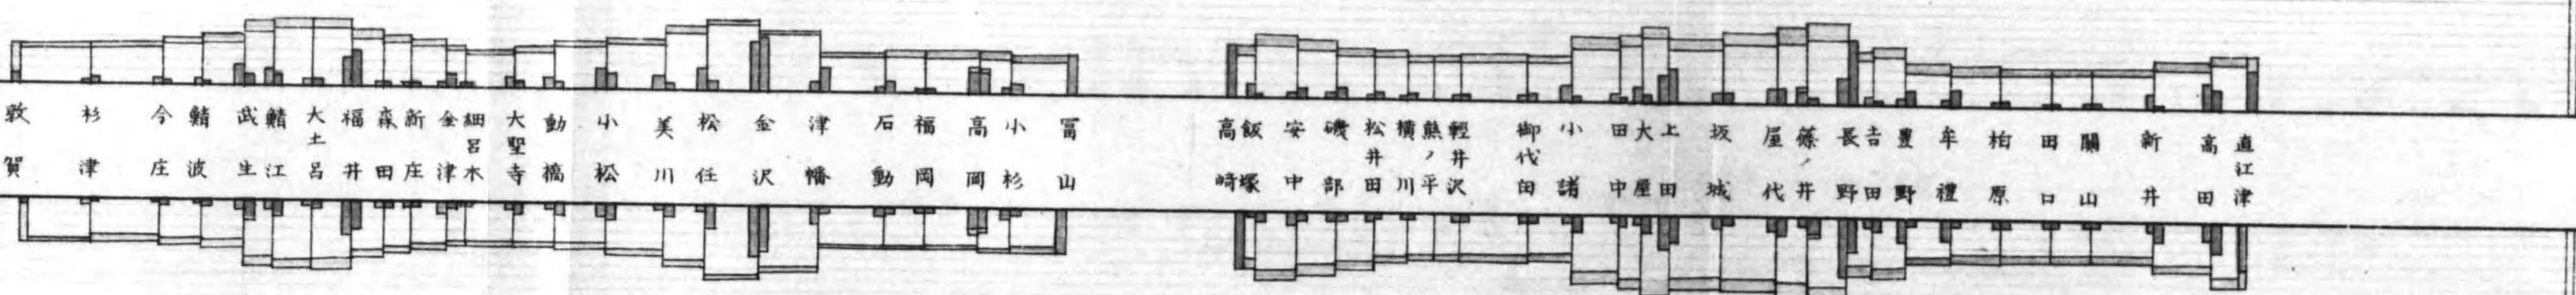 敦賀
杉津
今庄
鯖波
武生
鯖江
大土呂
福井
森田
新庄
金津
細呂木
大聖寺
動橋
小松
美川
松任
金沢
津幡
石動
福岡
高岡
小杉
冨山
高崎
飯塚
安中
磯部
松井田
横川
熊ノ平
軽井沢
御代田
小諸
田中
大屋
上田
坂城
屋代
篠ノ井
長野
吉田
豊野
牟禮
柏原
田口
關山
新井
高田
直江津